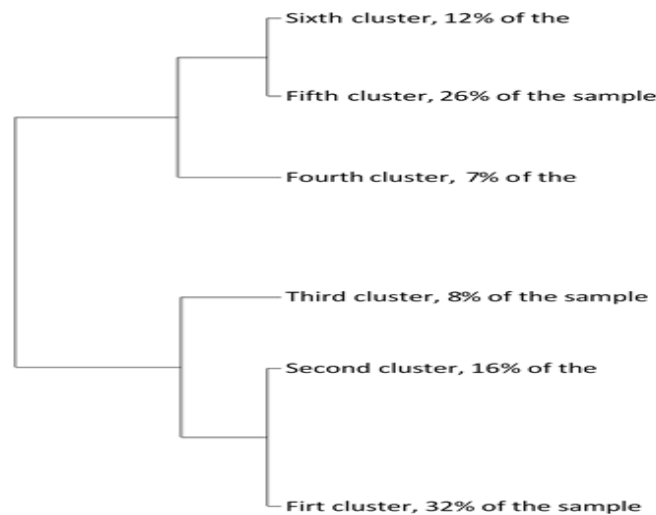 Sixth cluster, 12% of the
Fifth cluster, 26% of the sample
Fourth cluster, 7% of the
Third cluster, 8% of the sample
Second cluster, 16% of the
Firt cluster, 32% of the sample